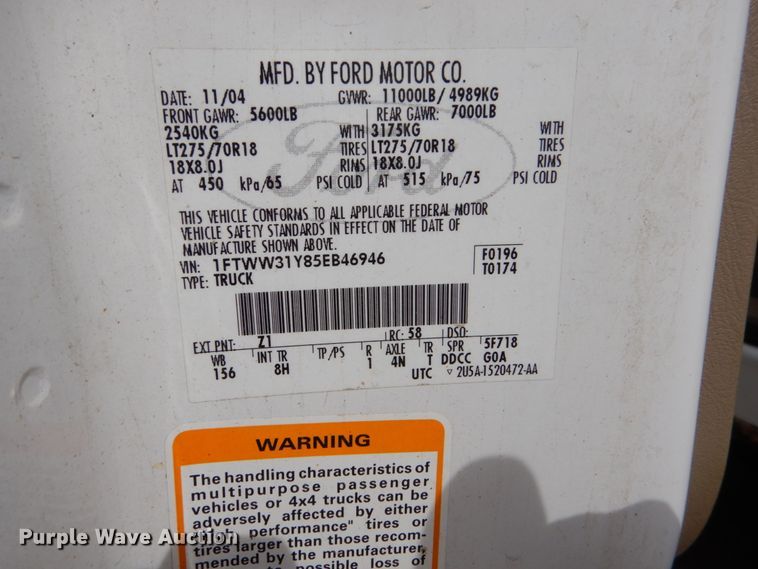 MFD. BY FORD MOTOR CO.
DATE: 11/04 GVWR: 11000LB/ 4989KG
FRONT GAWR: 5600LB REAR GAWR: 7000LB
2540KG WITH 3175KG WITH
LT275/70R18 TIRES LT275/70R18 TIRES
18X8.0J RIMS 18X8.0J RIMS
AT 450 kPa/65 PSI COLD AT 515 kPa/75 PSI COLD
Ford
THIS VEHICLE CONFORMS TO ALL APPLICABLE FEDERAL MOTOR
VEHICLE SAFETY STANDARDS IN EFFECT ON THE DATE OF
MANUFACTURE SHOWN ABOVE.
VIN: 1FTWW31Y85EB46946 F0196
TYPE: TRUCK T0174
EXT PNT: Z1 RC: 58 DSO:
WB INT TR TP/PS R AXLE TR SPR 5F718
156 8H 1 4N T DDCC G0A
UTC ▽ 2U5A-1520472-AA
WARNING
The handling characteristics of
multipurpose passenger
vehicles or 4x4 trucks can be
adversely affected by either
"high performance" tires or
tires larger than those recom-
mended by the manufacturer.
possible loss of
Purple Wave Auction